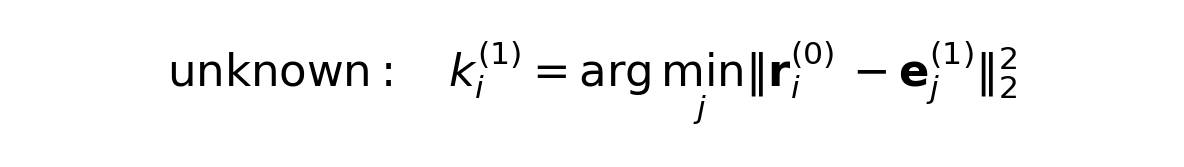 unknown: k_i^{(1)} = arg min_j ‖r_i^{(0)} − e_j^{(1)}‖_2^2